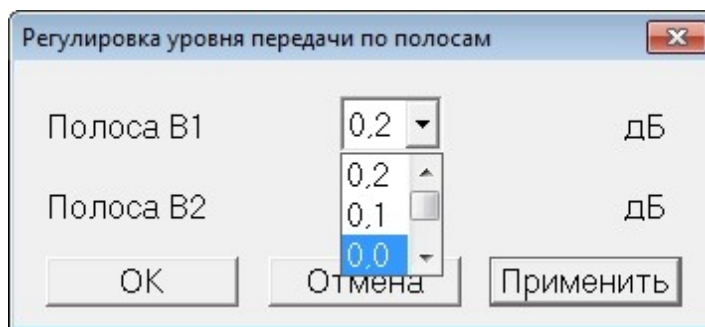 Регулировка уровня передачи по полосам
Полоса В1 0,2 дБ
0,2
0,1
Полоса В2 дБ
0,0
OK Отмена Применить